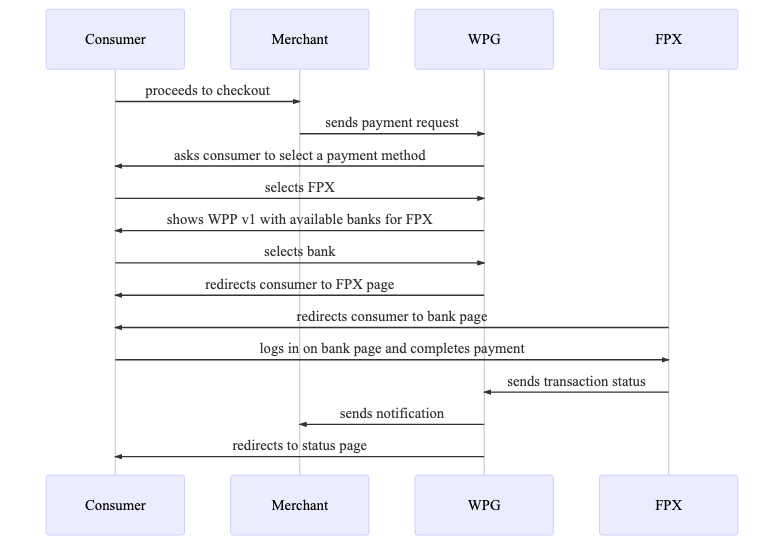 Consumer
Merchant
WPG
FPX
proceeds to checkout
sends payment request
asks consumer to select a payment method
selects FPX
shows WPP v1 with available banks for FPX
selects bank
redirects consumer to FPX page
redirects consumer to bank page
logs in on bank page and completes payment
sends transaction status
sends notification
redirects to status page
Consumer
Merchant
WPG
FPX